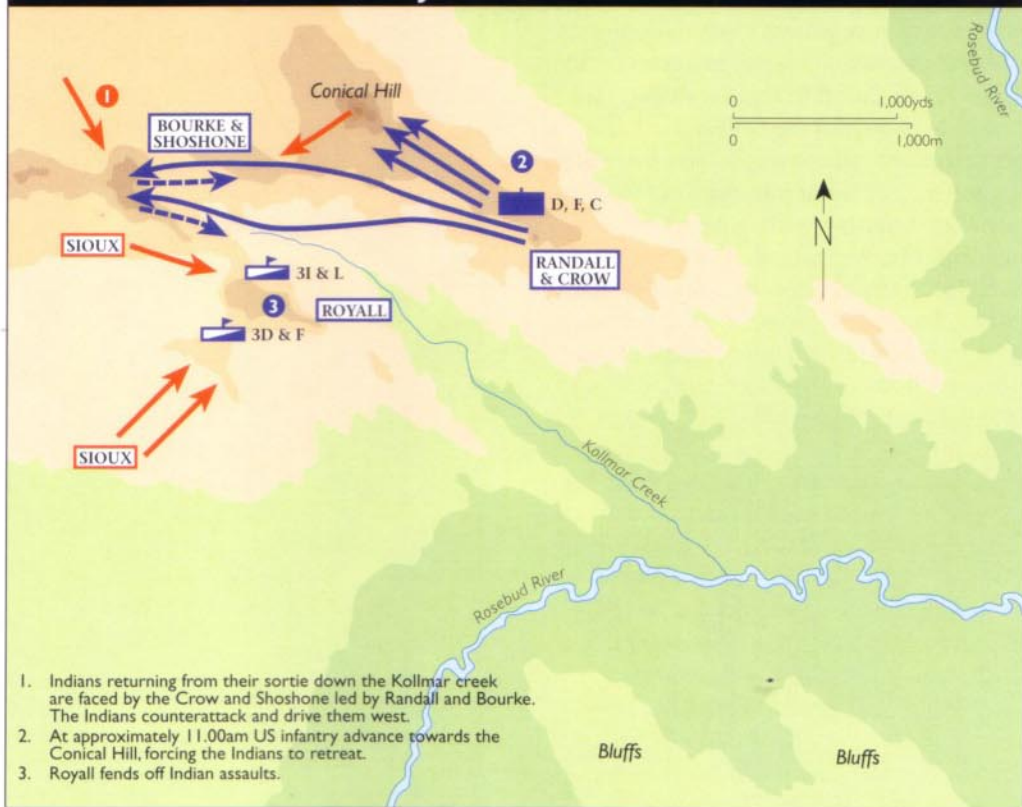 Rosebud River
Conical Hill
0 1,000yds
0 1,000m
1
BOURKE &
SHOSHONE
2
D, F, C
N
SIOUX
RANDALL
& CROW
3I & L
3
ROYALL
3D & F
SIOUX
Kollmar Creek
Rosebud River
1. Indians returning from their sortie down the Kollmar creek
are faced by the Crow and Shoshone led by Randall and Bourke.
The Indians counterattack and drive them west.
2. At approximately 11.00am US infantry advance towards the
Conical Hill, forcing the Indians to retreat.
3. Royall fends off Indian assaults.
Bluffs
Bluffs